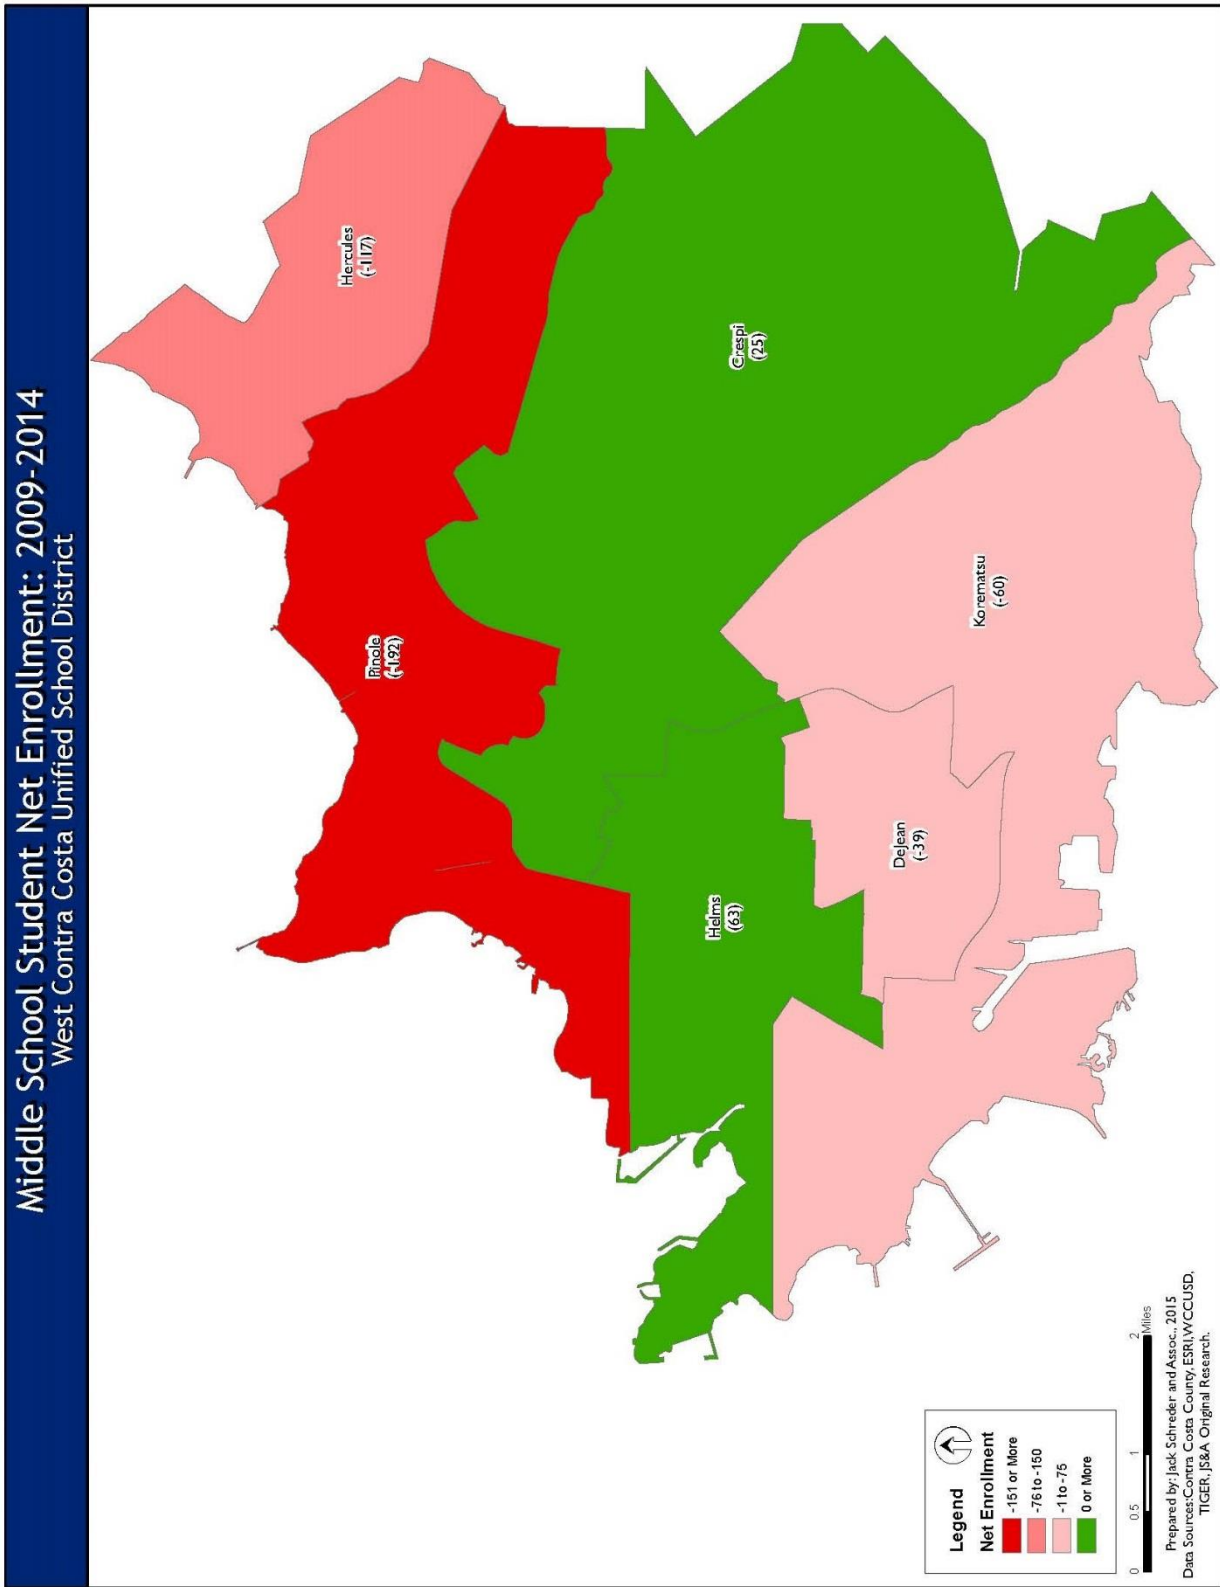 Middle School Student Net Enrollment: 2009-2014
West Contra Costa Unified School District
Hercules
(-117)
Pinole
(-192)
Crespi
(25)
Helms
(63)
DeJean
(-39)
Korematsu
(-60)
Legend
Net Enrollment
-151 or More
-76 to -150
-1 to -75
0 or More
0 0.5 1 2
Miles
Prepared by: Jack Schreder and Assoc., 2015
Data Sources:Contra Costa County, ESRI,WCCUSD,
TIGER, JS&A Original Research.